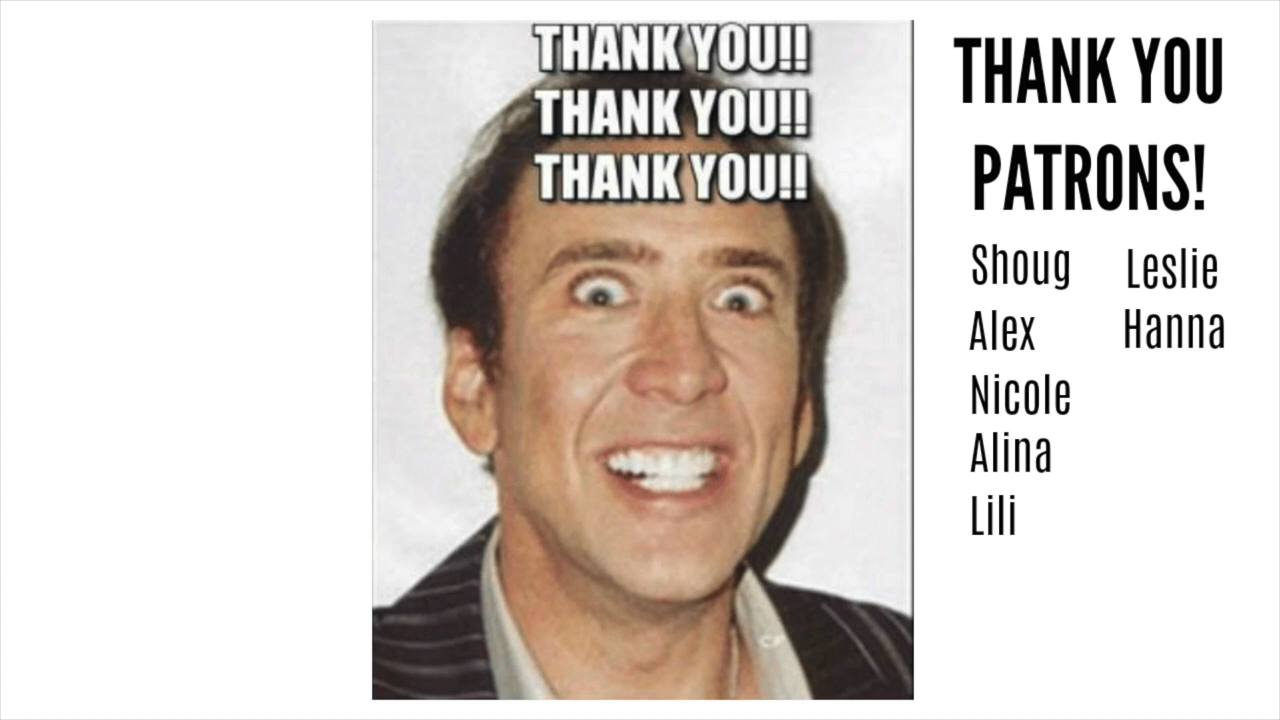 THANK YOU!!
THANK YOU!!
THANK YOU!!
THANK YOU
PATRONS!
Shoug
Alex
Nicole
Alina
Lili
Leslie
Hanna